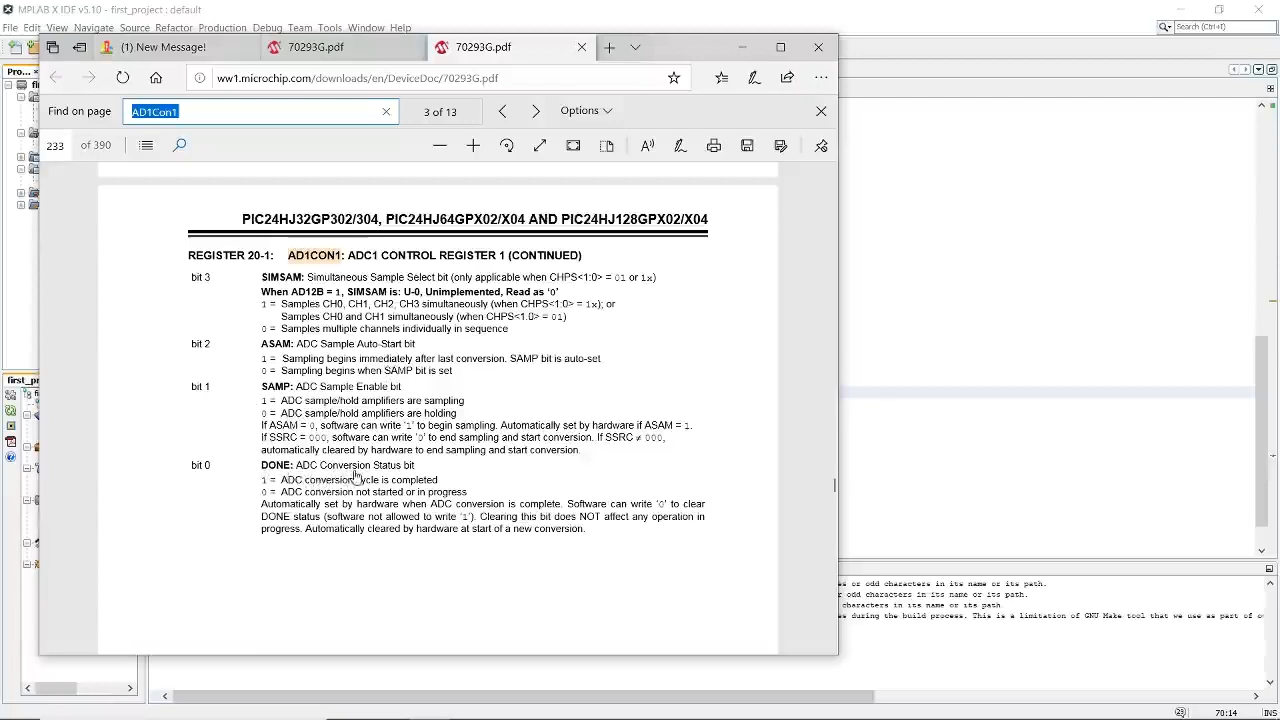 MPLAB X IDE v5.10 - first_project : default
File Edit View Navigate Source Refactor Production Debug Team Tools Window Help
Search (Ctrl+I)
(1) New Message!
70293G.pdf
70293G.pdf
ww1.microchip.com/downloads/en/DeviceDoc/70293G.pdf
Find on page
AD1Con1
3 of 13
Options
233
of 390
Pro...
PIC24HJ32GP302/304, PIC24HJ64GPX02/X04 AND PIC24HJ128GPX02/X04
REGISTER 20-1: AD1CON1: ADC1 CONTROL REGISTER 1 (CONTINUED)
bit 3 SIMSAM: Simultaneous Sample Select bit (only applicable when CHPS<1:0> = 01 or 1x)
When AD12B = 1, SIMSAM is: U-0, Unimplemented, Read as '0'
1 = Samples CH0, CH1, CH2, CH3 simultaneously (when CHPS<1:0> = 1x); or
Samples CH0 and CH1 simultaneously (when CHPS<1:0> = 01)
0 = Samples multiple channels individually in sequence
bit 2 ASAM: ADC Sample Auto-Start bit
1 = Sampling begins immediately after last conversion. SAMP bit is auto-set
0 = Sampling begins when SAMP bit is set
bit 1 SAMP: ADC Sample Enable bit
1 = ADC sample/hold amplifiers are sampling
0 = ADC sample/hold amplifiers are holding
If ASAM = 0, software can write '1' to begin sampling. Automatically set by hardware if ASAM = 1.
If SSRC = 000, software can write '0' to end sampling and start conversion. If SSRC ≠ 000,
automatically cleared by hardware to end sampling and start conversion.
bit 0 DONE: ADC Conversion Status bit
1 = ADC conversion cycle is completed
0 = ADC conversion not started or in progress
Automatically set by hardware when ADC conversion is complete. Software can write '0' to clear
DONE status (software not allowed to write '1'). Clearing this bit does NOT affect any operation in
progress. Automatically cleared by hardware at start of a new conversion.
first_pr
es or odd characters in its name or its path.
r odd characters in its name or its path.
characters in its name or its path.
s during the build process. This is a limitation of GNU Make tool that we use as part of
70:14
INS